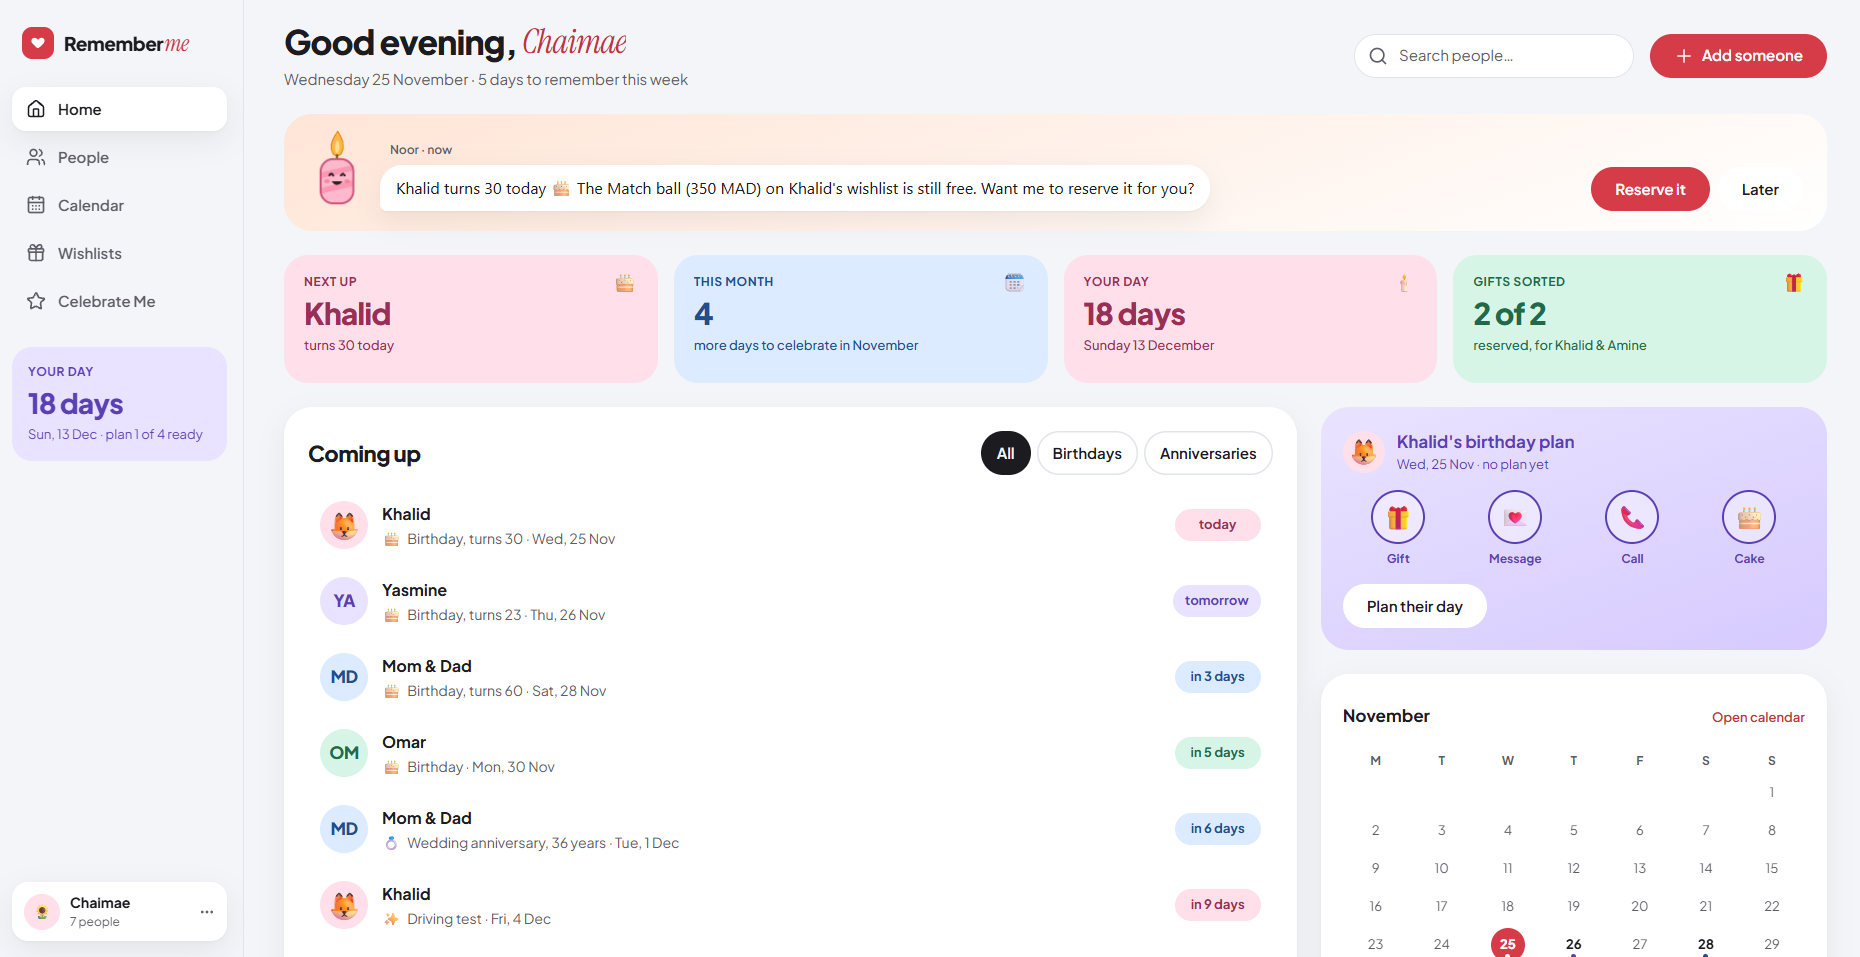 Rememberme
Home
People
Calendar
Wishlists
Celebrate Me
YOUR DAY
18 days
Sun, 13 Dec · plan 1 of 4 ready
Chaimae
7 people
Good evening, Chaimae
Wednesday 25 November · 5 days to remember this week
Search people...
Add someone
Noor · now
Khalid turns 30 today 🎂 The Match ball (350 MAD) on Khalid's wishlist is still free. Want me to reserve it for you?
Reserve it
Later
NEXT UP
Khalid
turns 30 today
THIS MONTH
4
more days to celebrate in November
YOUR DAY
18 days
Sunday 13 December
GIFTS SORTED
2 of 2
reserved, for Khalid & Amine
Coming up
All
Birthdays
Anniversaries
Khalid
Birthday, turns 30 · Wed, 25 Nov
today
YA
Yasmine
Birthday, turns 23 · Thu, 26 Nov
tomorrow
MD
Mom & Dad
Birthday, turns 60 · Sat, 28 Nov
in 3 days
OM
Omar
Birthday · Mon, 30 Nov
in 5 days
MD
Mom & Dad
Wedding anniversary, 36 years · Tue, 1 Dec
in 6 days
Khalid
Driving test · Fri, 4 Dec
in 9 days
Khalid's birthday plan
Wed, 25 Nov · no plan yet
Gift
Message
Call
Cake
Plan their day
November
Open calendar
M T W T F S S
1
2 3 4 5 6 7 8
9 10 11 12 13 14 15
16 17 18 19 20 21 22
23 24 25 26 27 28 29